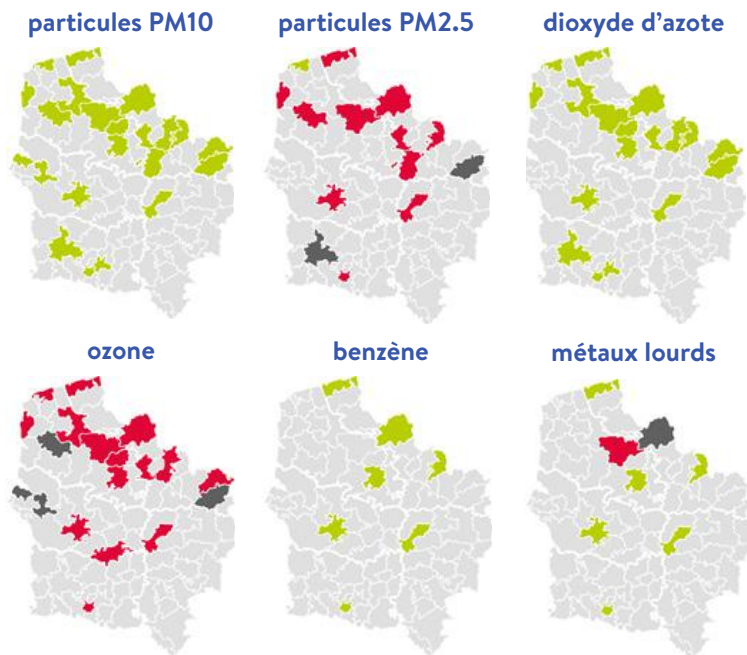 particules PM10
particules PM2.5
dioxyde d'azote
ozone
benzène
métaux lourds